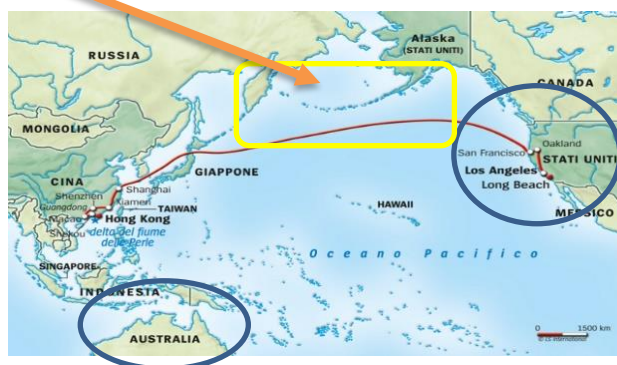 Alaska
(STATI UNITI)
RUSSIA
CANADA
MONGOLIA
Oakland
San Francisco
STATI UNITI
GIAPPONE
Los Angeles
CINA
Long Beach
Shenzhen
Shanghai
Guangdong
Xiamen
MESSICO
Macao
TAIWAN
HAWAII
Hong Kong
Shekou
delta del fiume
delle Perle
Oceano Pacifico
SINGAPORE
INDONESIA
AUSTRALIA
0 1500 km